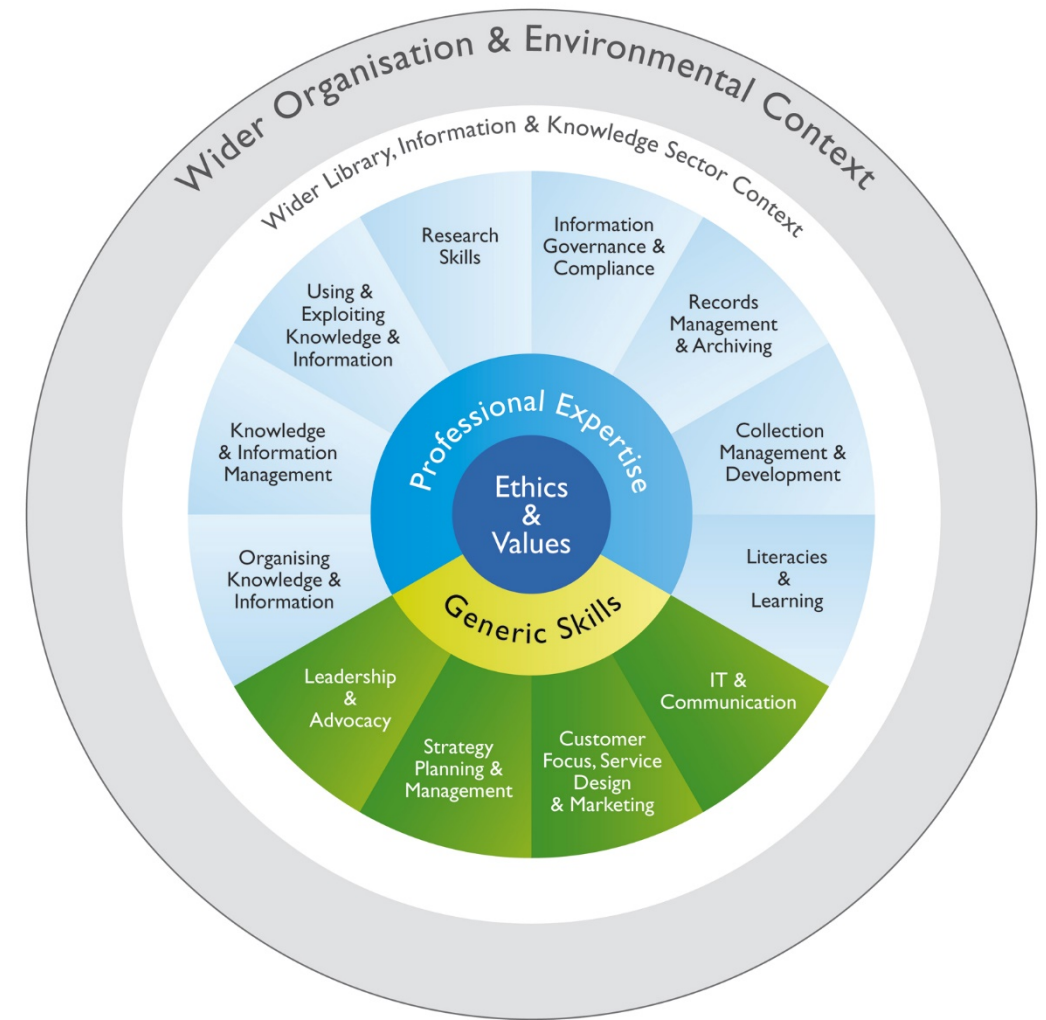 Wider Organisation & Environmental Context
Wider Library, Information & Knowledge Sector Context
Research
Skills
Information
Governance &
Compliance
Using &
Exploiting
Knowledge &
Information
Records
Management
& Archiving
Knowledge
& Information
Management
Collection
Management &
Development
Professional Expertise
Ethics
&
Values
Organising
Knowledge &
Information
Literacies
&
Learning
Generic Skills
Leadership
&
Advocacy
Strategy
Planning &
Management
Customer
Focus, Service
Design
& Marketing
IT &
Communication